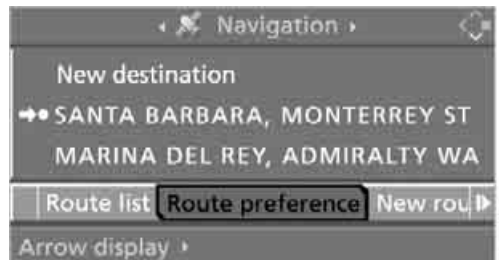 Navigation
New destination
SANTA BARBARA, MONTERREY ST
MARINA DEL REY, ADMIRALTY WA
Route list Route preference New rou
Arrow display